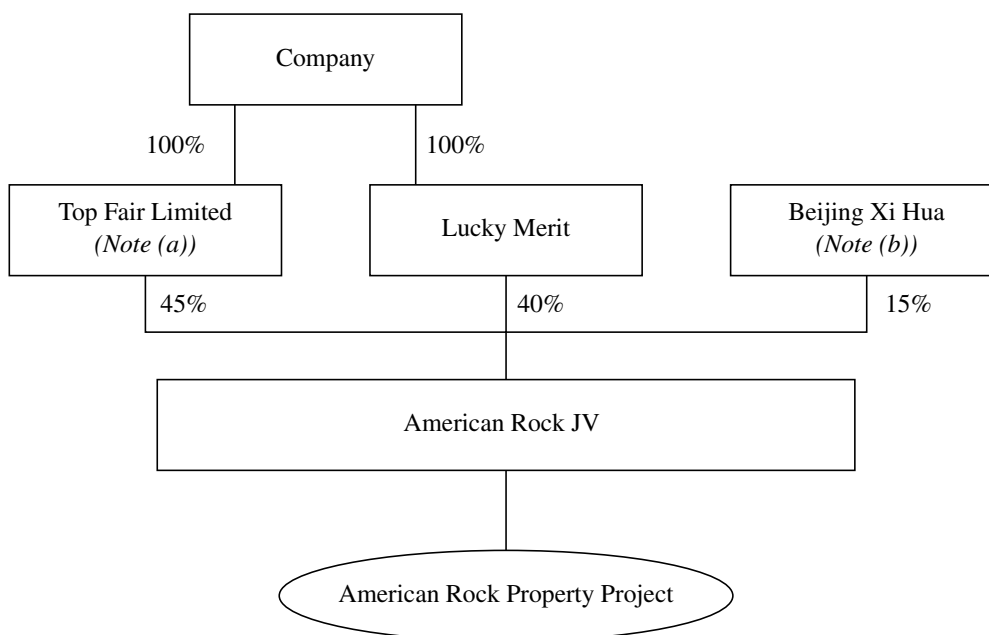 Company
100%
100%
Top Fair Limited
(Note (a))
Lucky Merit
Beijing Xi Hua
(Note (b))
45%
40%
15%
American Rock JV
American Rock Property Project